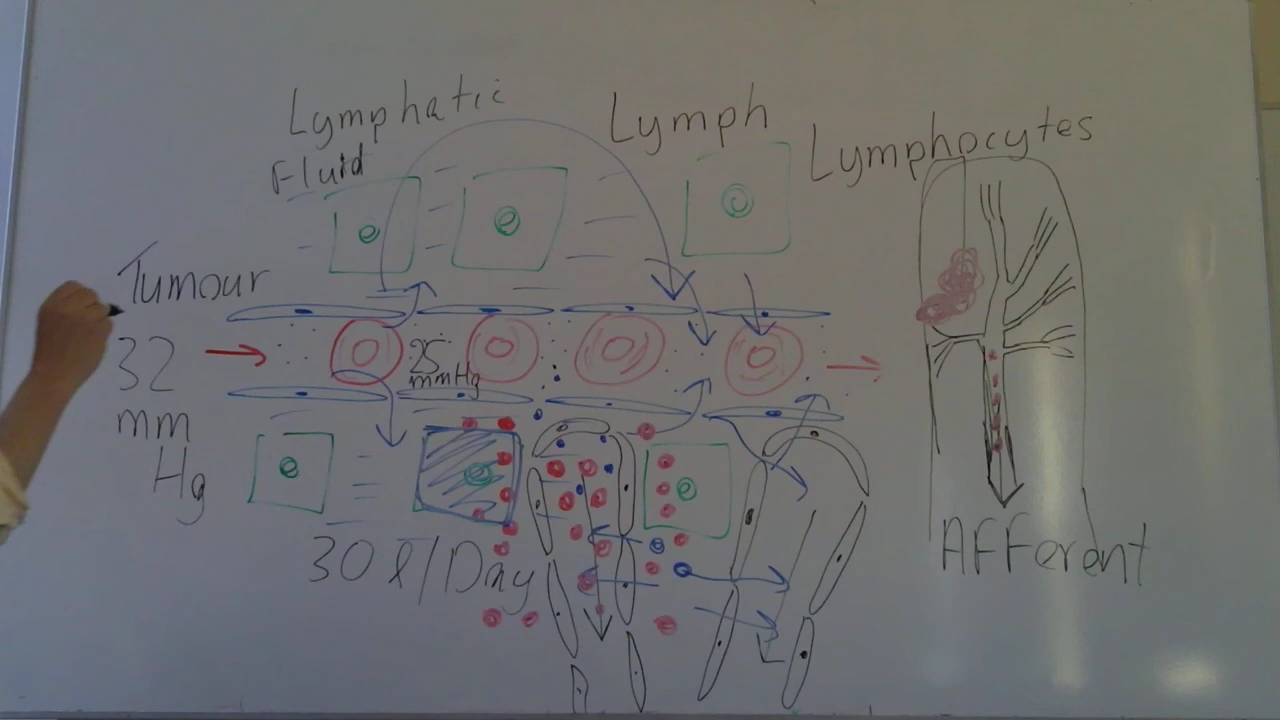 Lymphatic
Fluid
Lymph
Lymphocytes
Tumour
32
mm
Hg
25
mmHg
30 l/Day
Afferent